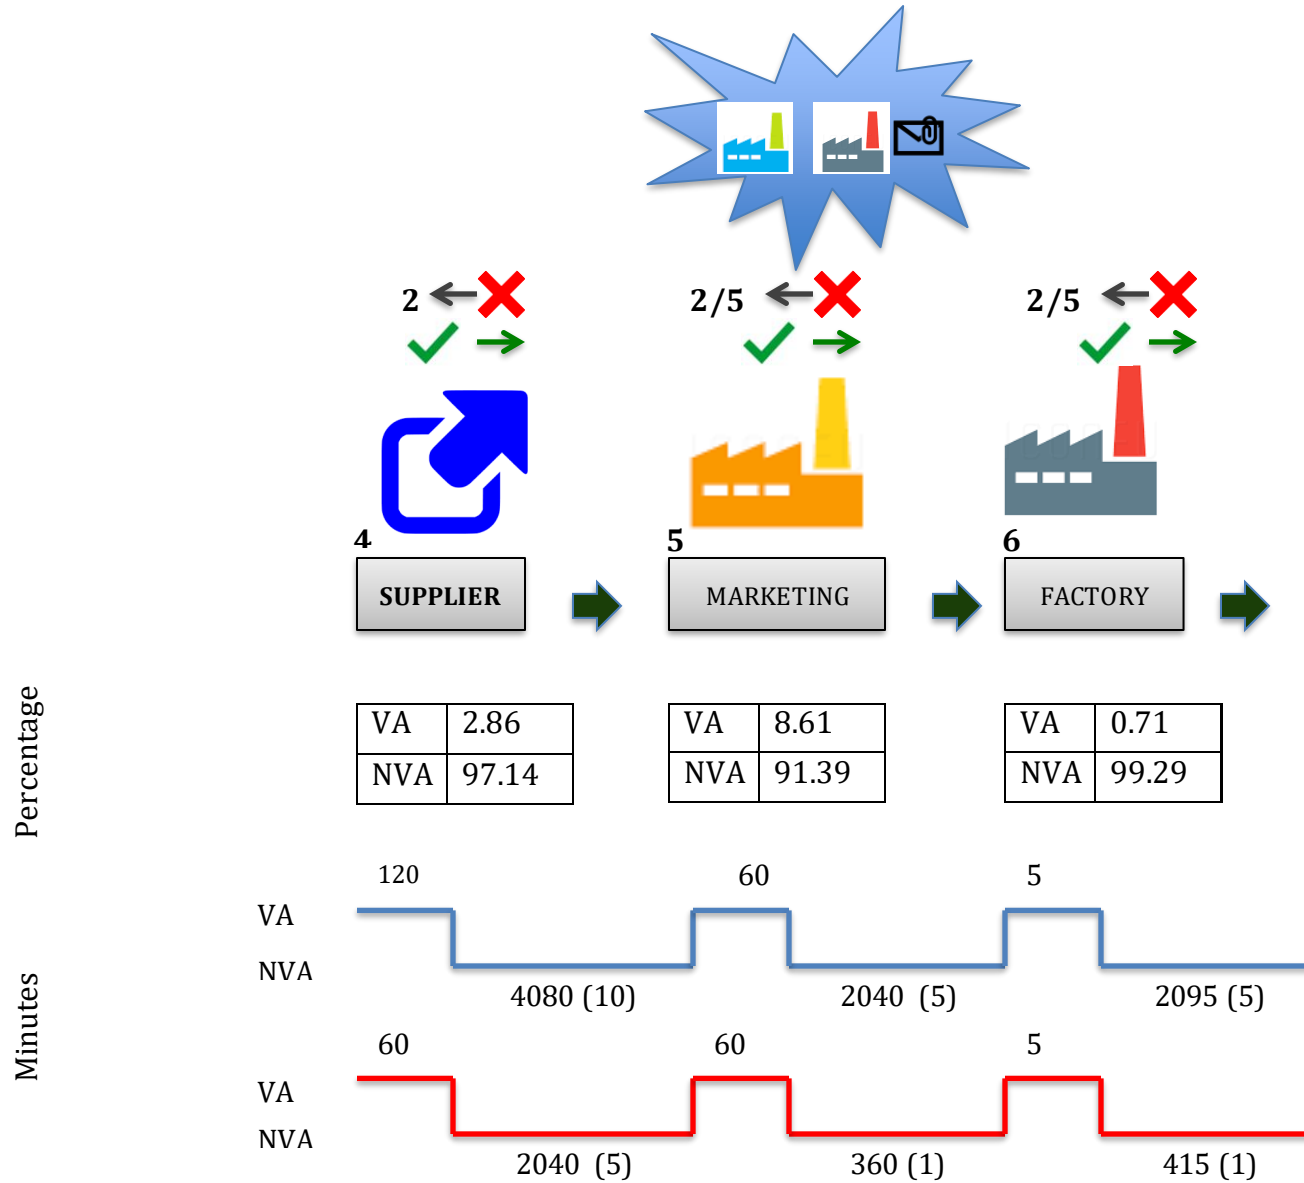 2
2/5
2/5
4
5
6
SUPPLIER
MARKETING
FACTORY
Percentage
VA 2.86
NVA 97.14
VA 8.61
NVA 91.39
VA 0.71
NVA 99.29
Minutes
120
60
5
VA
NVA
4080 (10)
2040 (5)
2095 (5)
60
60
5
VA
NVA
2040 (5)
360 (1)
415 (1)